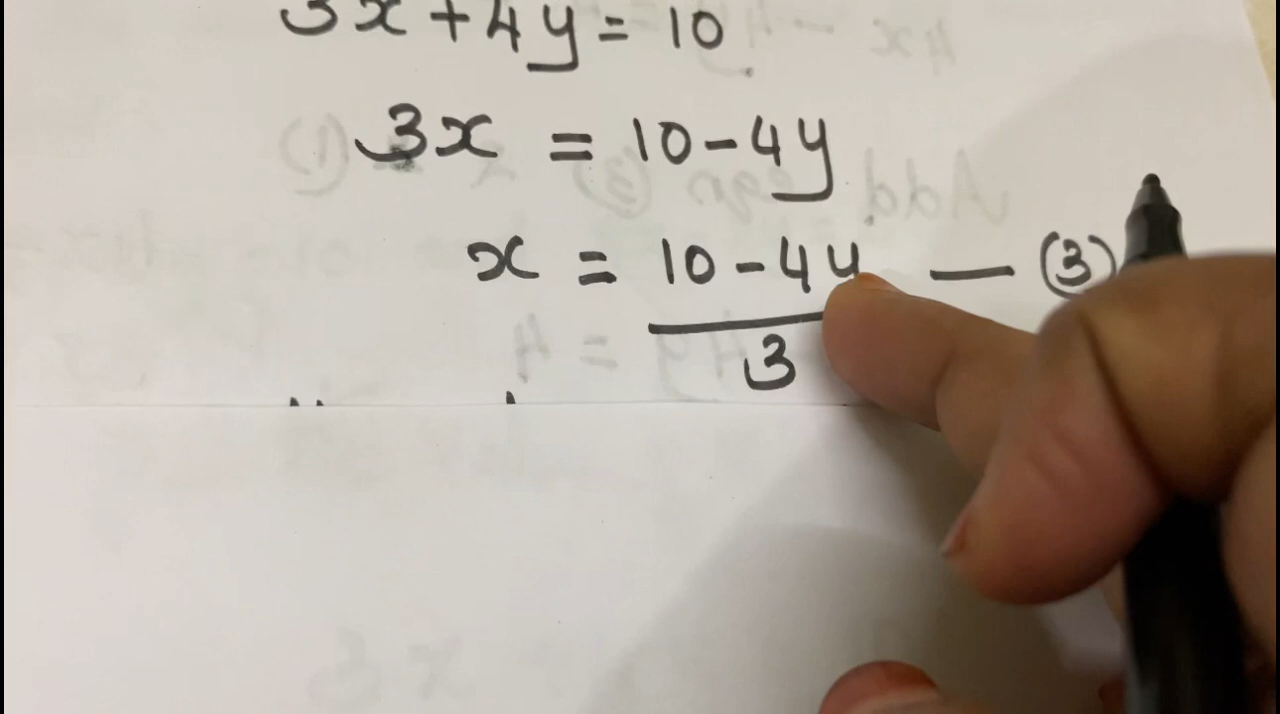 3x + 4y = 10
3x = 10 - 4y
x = 10 - 4y — (3)
3